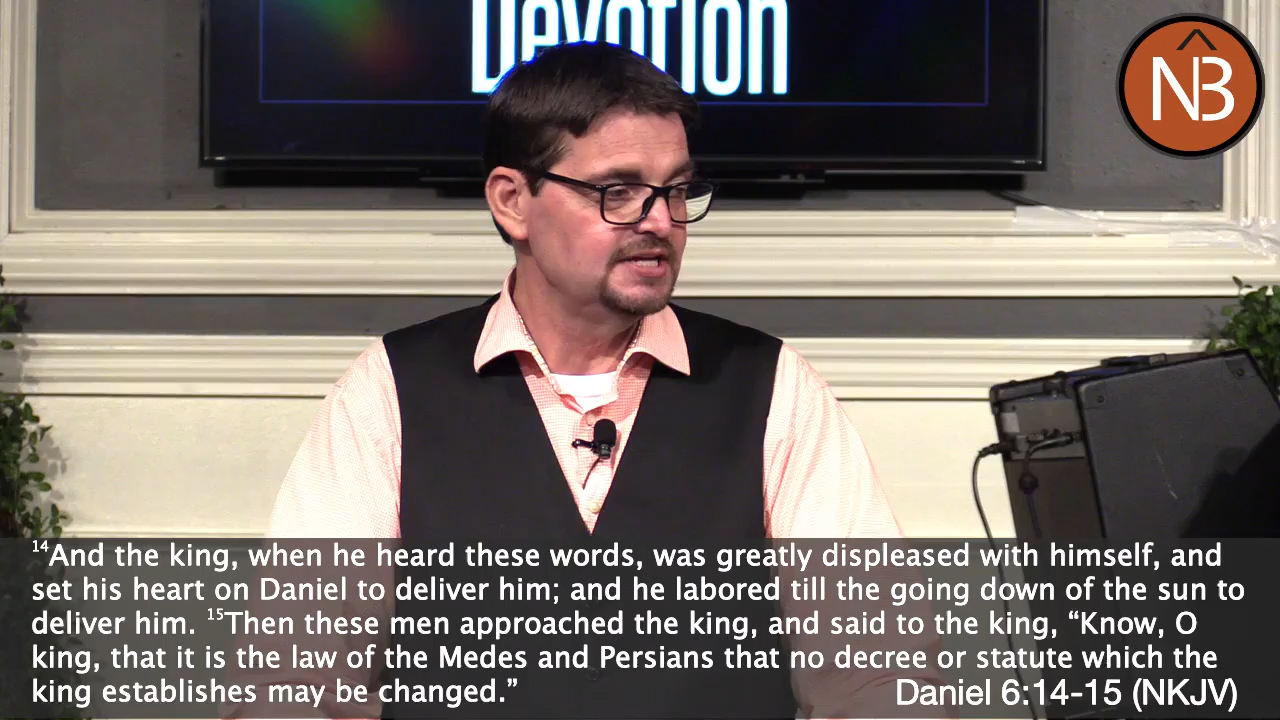 Devotion
NB
¹⁴And the king, when he heard these words, was greatly displeased with himself, and
set his heart on Daniel to deliver him; and he labored till the going down of the sun to
deliver him. ¹⁵Then these men approached the king, and said to the king, “Know, O
king, that it is the law of the Medes and Persians that no decree or statute which the
king establishes may be changed.”
Daniel 6:14-15 (NKJV)